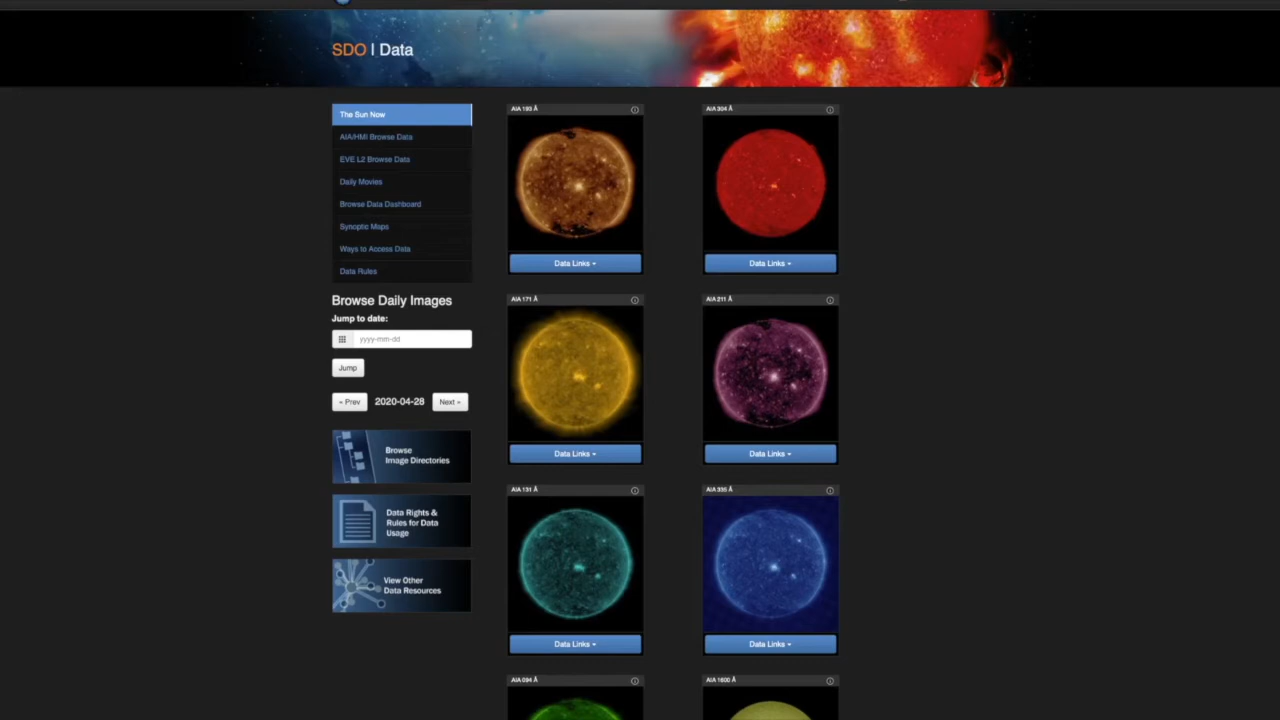 SDO | Data
The Sun Now
AIA/HMI Browse Data
EVE L2 Browse Data
Daily Movies
Browse Data Dashboard
Synoptic Maps
Ways to Access Data
Data Rules
Browse Daily Images
Jump to date:
yyyy-mm-dd
Jump
« Prev
2020-04-28
Next »
Browse
Image Directories
Data Rights &
Rules for Data
Usage
View Other
Data Resources
AIA 193 Å
AIA 304 Å
Data Links
Data Links
AIA 171 Å
AIA 211 Å
Data Links
Data Links
AIA 131 Å
AIA 335 Å
Data Links
Data Links
AIA 094 Å
AIA 1600 Å